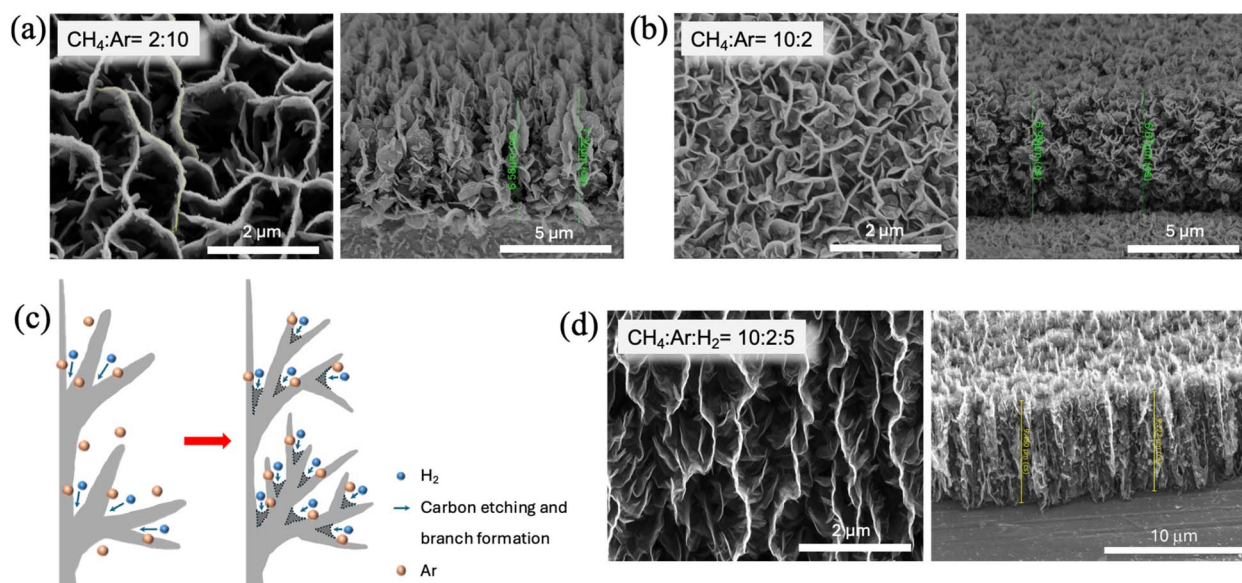 (a)
CH₄:Ar= 2:10
2 µm
5 µm
(b)
CH₄:Ar= 10:2
2 µm
5 µm
(c)
H₂
Carbon etching and
branch formation
Ar
(d)
CH₄:Ar:H₂= 10:2:5
2 µm
10 µm